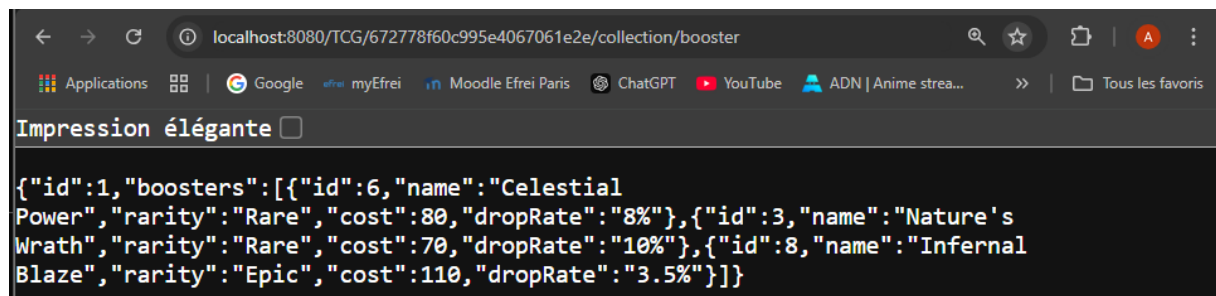 localhost:8080/TCG/672778f60c995e4067061e2e/collection/booster
A
Applications
Google
efrei myEfrei
Moodle Efrei Paris
ChatGPT
YouTube
ADN | Anime strea...
Tous les favoris
Impression élégante
{"id":1,"boosters":[{"id":6,"name":"Celestial
Power","rarity":"Rare","cost":80,"dropRate":"8%"},{"id":3,"name":"Nature's
Wrath","rarity":"Rare","cost":70,"dropRate":"10%"},{"id":8,"name":"Infernal
Blaze","rarity":"Epic","cost":110,"dropRate":"3.5%"}]}